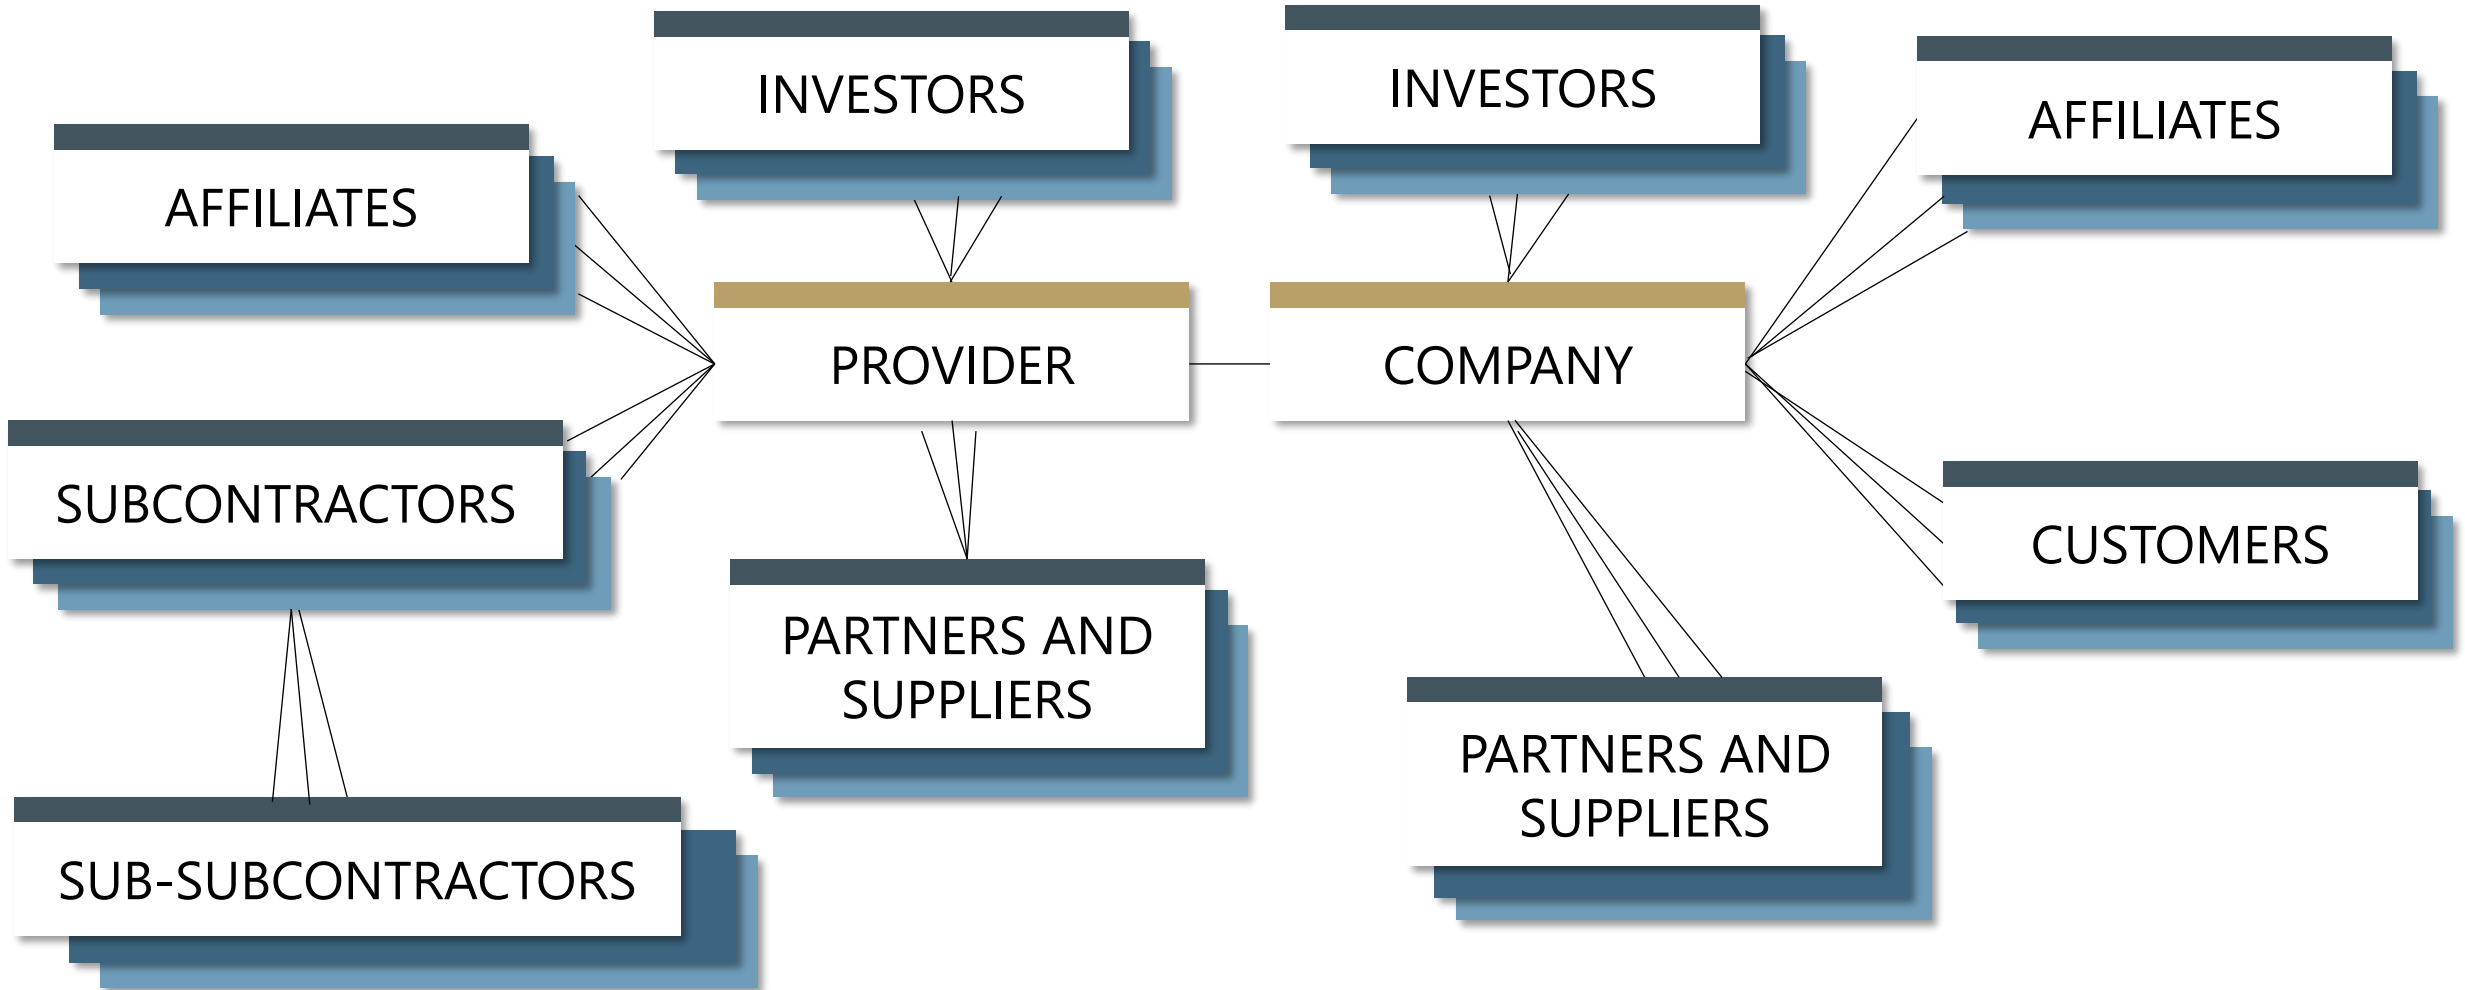 INVESTORS
INVESTORS
AFFILIATES
AFFILIATES
PROVIDER
COMPANY
SUBCONTRACTORS
CUSTOMERS
PARTNERS AND
SUPPLIERS
PARTNERS AND
SUPPLIERS
SUB-SUBCONTRACTORS